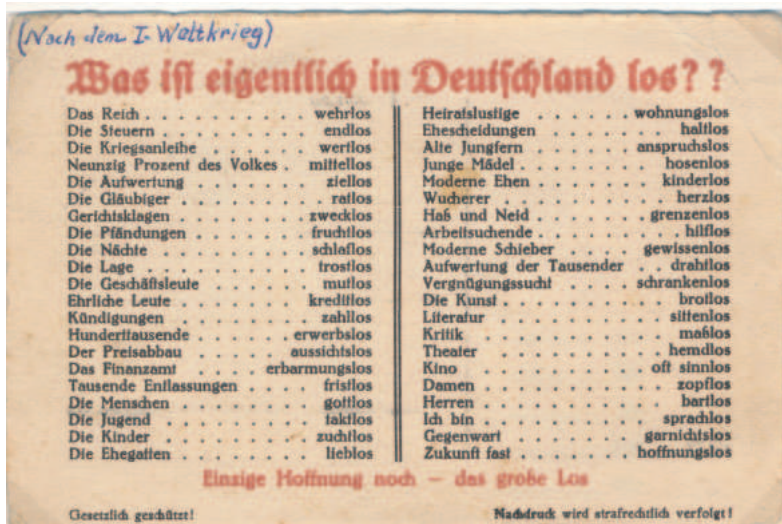 (Nach dem I. Weltkrieg)
Was ist eigentlich in Deutschland los??
Das Reich . . . . . . . . . . wehrlos
Die Steuern . . . . . . . . . . endlos
Die Kriegsanleihe . . . . . . . wertlos
Neunzig Prozent des Volkes . mittellos
Die Aufwertung . . . . . . . . ziellos
Die Gläubiger . . . . . . . . . ratlos
Gerichtsklagen . . . . . . . zwecklos
Die Pfändungen . . . . . . . fruchtlos
Die Nächte . . . . . . . . . schlaflos
Die Lage . . . . . . . . . . trostlos
Die Geschäftsleute . . . . . . mutlos
Ehrliche Leute . . . . . . . kreditlos
Kündigungen . . . . . . . . . zahllos
Hunderttausende . . . . . erwerbslos
Der Preisabbau . . . . . aussichtslos
Das Finanzamt . . . . erbarmungslos
Tausende Entlassungen . . . . fristlos
Die Menschen . . . . . . . . . gottlos
Die Jugend . . . . . . . . . . taktlos
Die Kinder . . . . . . . . . zuchtlos
Die Ehegatten . . . . . . . . lieblos
Heiratslustige . . . . . . wohnungslos
Ehescheidungen . . . . . . . . haltlos
Alte Jungfern . . . . . . anspruchslos
Junge Mädel . . . . . . . . . hosenlos
Moderne Ehen . . . . . . . . kinderlos
Wucherer . . . . . . . . . . . herzlos
Haß und Neid . . . . . . . . grenzenlos
Arbeitsuchende . . . . . . . . hilflos
Moderne Schieber . . . . . gewissenlos
Aufwertung der Tausender . . drahtlos
Vergnügungssucht . . . . schrankenlos
Die Kunst . . . . . . . . . . . brotlos
Literatur . . . . . . . . . . sittenlos
Kritik . . . . . . . . . . . . maßlos
Theater . . . . . . . . . . . hemdlos
Kino . . . . . . . . . . . oft sinnlos
Damen . . . . . . . . . . . . zopflos
Herren . . . . . . . . . . . . bartlos
Ich bin . . . . . . . . . . . sprachlos
Gegenwart . . . . . . . . garnichtslos
Zukunft fast . . . . . . . hoffnungslos
Einzige Hoffnung noch – das große Los
Gesetzlich geschützt!
Nachdruck wird strafrechtlich verfolgt!